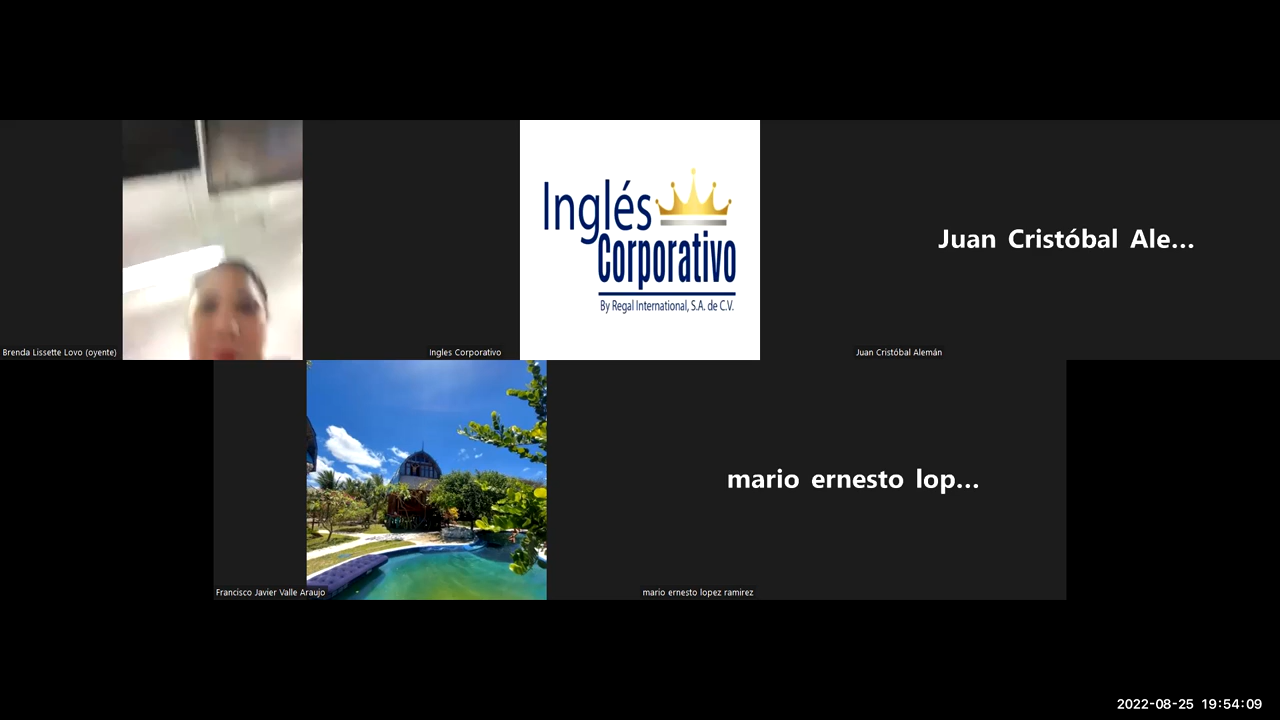 Inglés
Corporativo
By Regal International, S.A. de C.V.
Juan Cristóbal Ale...
Brenda Lissette Lovo (oyente)
Ingles Corporativo
Juan Cristóbal Alemán
mario ernesto lop...
Francisco Javier Valle Araujo
mario ernesto lopez ramirez
2022-08-25 19:54:09